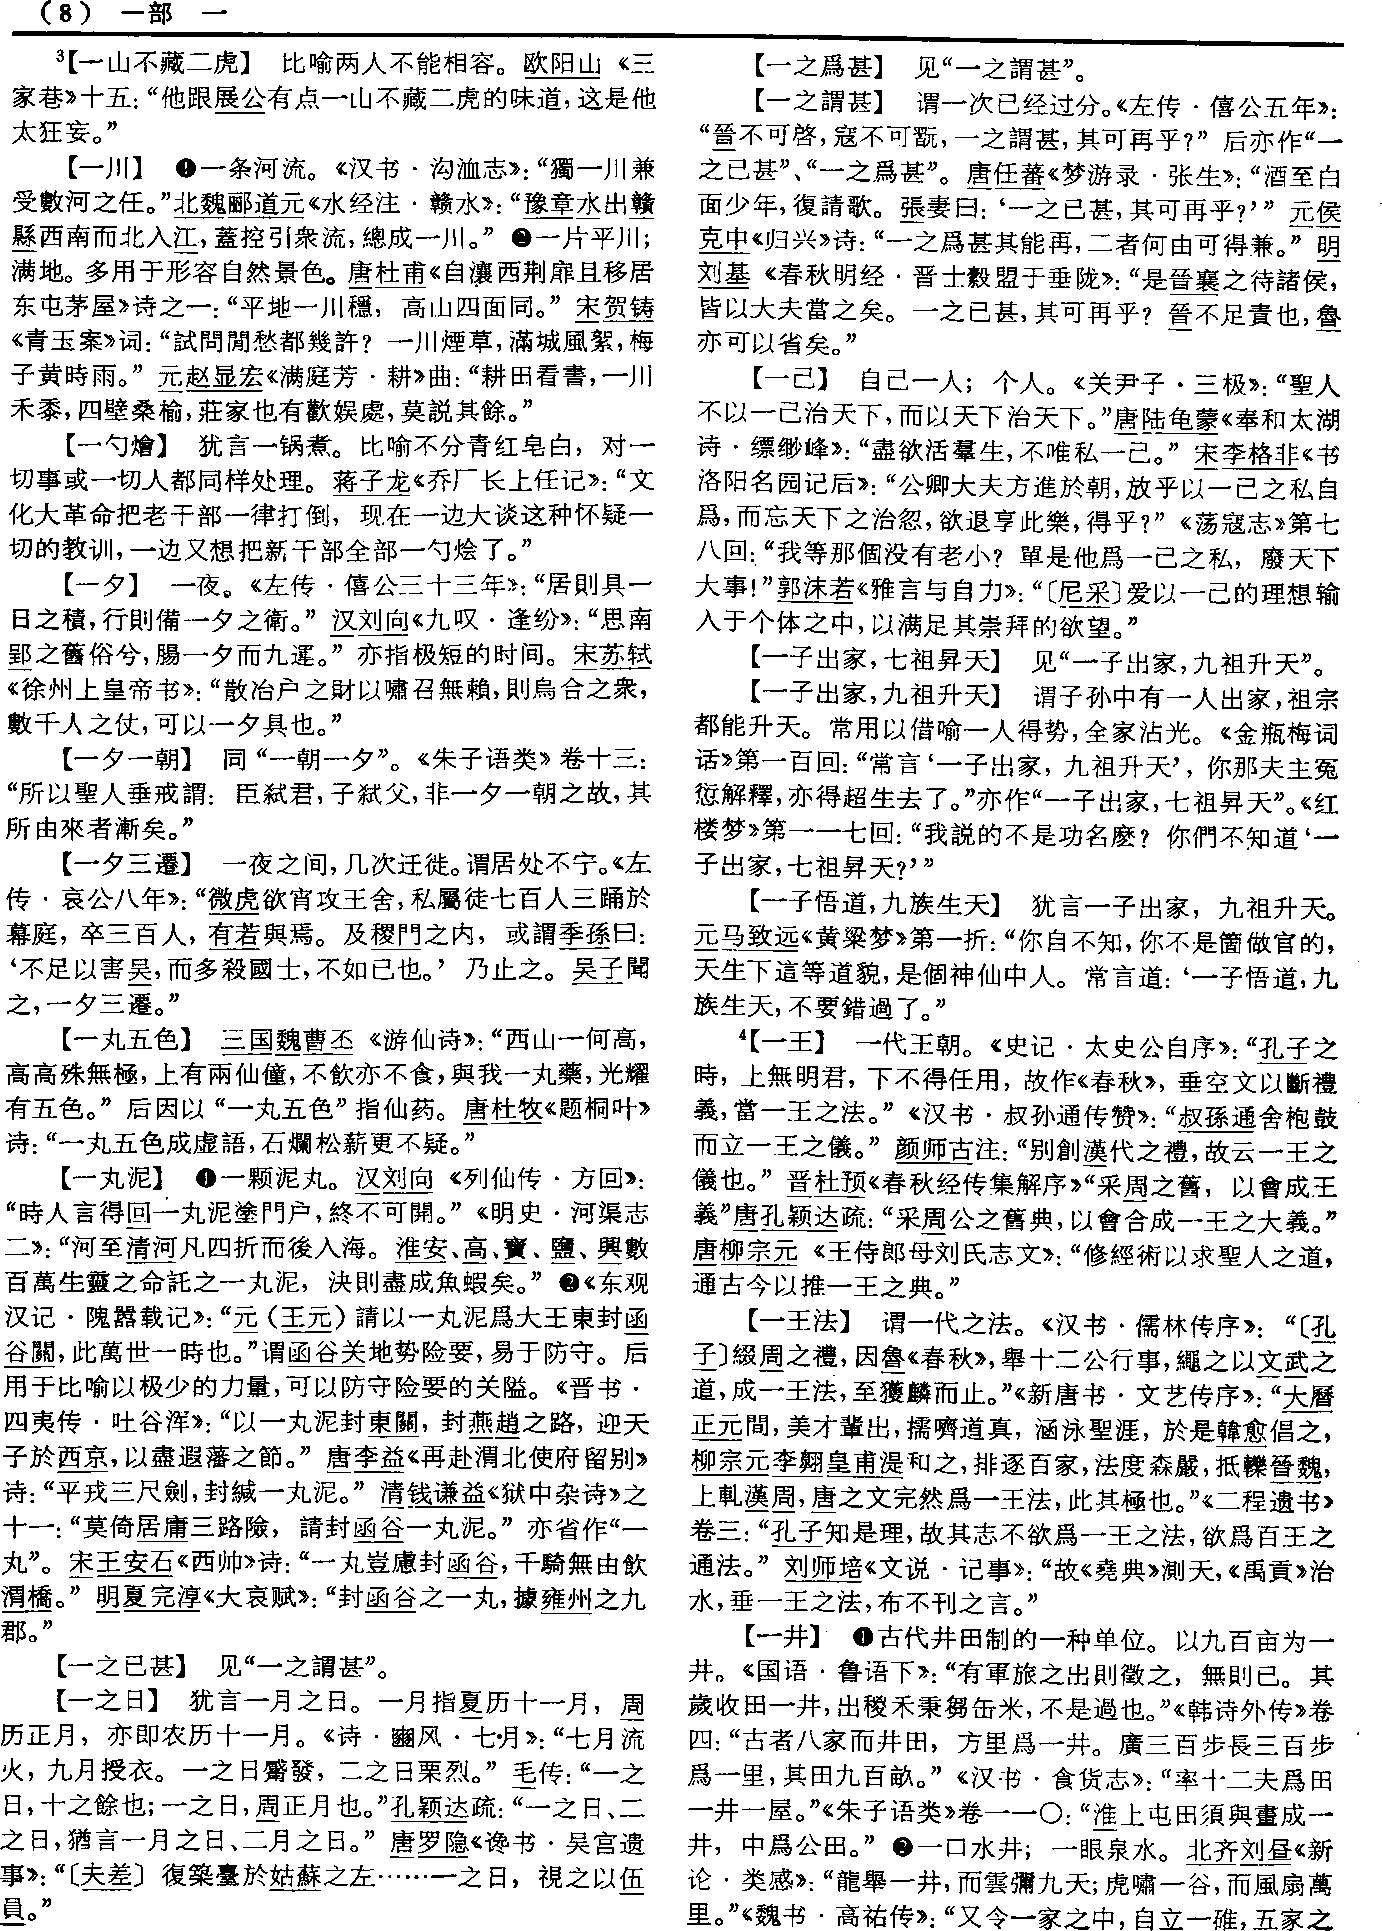 （8） 一部 一
³【一山不藏二虎】 比喻两人不能相容。欧阳山《三
家巷》十五：“他跟展公有点一山不藏二虎的味道，这是他
太狂妄。”
【一川】 ❶一条河流。《汉书·沟洫志》：“獨一川兼
受數河之任。”北魏郦道元《水经注·赣水》：“豫章水出贛
縣西南而北入江，蓋控引衆流，總成一川。” ❷一片平川；
满地。多用于形容自然景色。唐杜甫《自瀼西荆扉且移居
东屯茅屋》诗之一：“平地一川穩，高山四面同。” 宋贺铸
《青玉案》词：“試問閒愁都幾許？一川煙草，滿城風絮，梅
子黄時雨。” 元赵显宏《满庭芳·耕》曲：“耕田看書，一川
禾黍，四壁桑榆，莊家也有歡娱處，莫説其餘。”
【一勺燴】 犹言一锅煮。比喻不分青红皂白，对一
切事或一切人都同样处理。蒋子龙《乔厂长上任记》：“文
化大革命把老干部一律打倒，现在一边大谈这种怀疑一
切的教训，一边又想把新干部全部一勺烩了。”
【一夕】 一夜。《左传·僖公三十三年》：“居則具一
日之積，行則備一夕之衛。” 汉刘向《九叹·逢纷》：“思南
郢之舊俗兮，腸一夕而九運。” 亦指极短的时间。宋苏轼
《徐州上皇帝书》：“散冶户之財以嘯召無賴，則烏合之衆，
數千人之仗，可以一夕具也。”
【一夕一朝】 同“一朝一夕”。《朱子语类》卷十三：
“所以聖人垂戒謂：臣弑君，子弑父，非一夕一朝之故，其
所由來者漸矣。”
【一夕三遷】 一夜之间，几次迁徙。谓居处不宁。《左
传·哀公八年》：“微虎欲宵攻王舍，私屬徒七百人三踊於
幕庭，卒三百人，有若與焉。及稷門之内，或謂季孫曰：
‘不足以害吴，而多殺國士，不如已也。’乃止之。吴子聞
之，一夕三遷。”
【一丸五色】 三国魏曹丕《游仙诗》：“西山一何高，
高高殊無極，上有兩仙僮，不飲亦不食，與我一丸藥，光耀
有五色。” 后因以“一丸五色”指仙药。唐杜牧《题桐叶》
诗：“一丸五色成虚語，石爛松薪更不疑。”
【一丸泥】 ❶一颗泥丸。汉刘向《列仙传·方回》：
“時人言得回一丸泥塗門户，終不可開。”《明史·河渠志
二》：“河至清河凡四折而後入海。淮安、高、寶、鹽、興數
百萬生靈之命託之一丸泥，決則盡成魚蝦矣。” ❷《东观
汉记·隗嚣载记》：“元（王元）請以一丸泥爲大王東封函
谷關，此萬世一時也。”谓函谷关地势险要，易于防守。后
用于比喻以极少的力量，可以防守险要的关隘。《晋书·
四夷传·吐谷浑》：“以一丸泥封東關，封燕趙之路，迎天
子於西京，以盡遐藩之節。” 唐李益《再赴渭北使府留别》
诗：“平戎三尺劍，封緘一丸泥。” 清钱谦益《狱中杂诗》之
十一：“莫倚居庸三路險，請封函谷一丸泥。” 亦省作“一
丸”。宋王安石《西帅》诗：“一丸豈慮封函谷，千騎無由飲
渭橋。” 明夏完淳《大哀赋》：“封函谷之一丸，據雍州之九
郡。”
【一之已甚】 见“一之謂甚”。
【一之日】 犹言一月之日。一月指夏历十一月，周
历正月，亦即农历十一月。《诗·豳风·七月》：“七月流
火，九月授衣。一之日觱發，二之日栗烈。” 毛传：“一之
日，十之餘也；一之日，周正月也。”孔颖达疏：“一之日、二
之日，猶言一月之日、二月之日。” 唐罗隐《谗书·吴宫遗
事》：“〔夫差〕復築臺於姑蘇之左……一之日，視之以伍
員。”
【一之爲甚】 见“一之謂甚”。
【一之謂甚】 谓一次已经过分。《左传·僖公五年》：
“晉不可啓，寇不可翫，一之謂甚，其可再乎？” 后亦作“一
之已甚”、“一之爲甚”。唐任蕃《梦游录·张生》：“酒至白
面少年，復請歌。張妻曰：‘一之已甚，其可再乎？’” 元侯
克中《归兴》诗：“一之爲甚其能再，二者何由可得兼。” 明
刘基《春秋明经·晋士縠盟于垂陇》：“是晉襄之待諸侯，
皆以大夫當之矣。一之已甚，其可再乎？晉不足責也，魯
亦可以省矣。”
【一己】 自己一人；个人。《关尹子·三极》：“聖人
不以一己治天下，而以天下治天下。”唐陆龟蒙《奉和太湖
诗·缥缈峰》：“盡欲活羣生，不唯私一己。” 宋李格非《书
洛阳名园记后》：“公卿大夫方進於朝，放乎以一己之私自
爲，而忘天下之治忽，欲退享此樂，得乎？”《荡寇志》第七
八回：“我等那個没有老小？單是他爲一己之私，廢天下
大事！”郭沫若《雅言与自力》：“〔尼采〕爱以一己的理想输
入于个体之中，以满足其崇拜的欲望。”
【一子出家，七祖昇天】 见“一子出家，九祖升天”。
【一子出家，九祖升天】 谓子孙中有一人出家，祖宗
都能升天。常用以借喻一人得势，全家沾光。《金瓶梅词
话》第一百回：“常言‘一子出家，九祖升天’，你那夫主冤
愆解釋，亦得超生去了。”亦作“一子出家，七祖昇天”。《红
楼梦》第一一七回：“我説的不是功名麽？你們不知道‘一
子出家，七祖昇天？’”
【一子悟道，九族生天】 犹言一子出家，九祖升天。
元马致远《黄粱梦》第一折：“你自不知，你不是箇做官的，
天生下這等道貌，是個神仙中人。常言道：‘一子悟道，九
族生天，不要錯過了。”
⁴【一王】 一代王朝。《史记·太史公自序》：“孔子之
時，上無明君，下不得任用，故作《春秋》，垂空文以斷禮
義，當一王之法。”《汉书·叔孙通传赞》：“叔孫通舍枹鼓
而立一王之儀。” 颜师古注：“别創漢代之禮，故云一王之
儀也。” 晋杜预《春秋经传集解序》“采周之舊，以會成王
義”唐孔颖达疏：“采周公之舊典，以會合成一王之大義。”
唐柳宗元《王侍郎母刘氏志文》：“修經術以求聖人之道，
通古今以推一王之典。”
【一王法】 谓一代之法。《汉书·儒林传序》：“〔孔
子〕綴周之禮，因魯《春秋》，舉十二公行事，繩之以文武之
道，成一王法，至獲麟而止。”《新唐书·文艺传序》：“大曆
正元間，美才輩出，擩嚌道真，涵泳聖涯，於是韓愈倡之，
柳宗元李翱皇甫湜和之，排逐百家，法度森嚴，抵轢晉魏，
上軋漢周，唐之文完然爲一王法，此其極也。”《二程遗书》
卷三：“孔子知是理，故其志不欲爲一王之法，欲爲百王之
通法。” 刘师培《文说·记事》：“故《堯典》測天，《禹貢》治
水，垂一王之法，布不刊之言。”
【一井】 ❶古代井田制的一种单位。以九百亩为一
井。《国语·鲁语下》：“有軍旅之出則徵之，無則已。其
歲收田一井，出稷禾秉芻缶米，不是過也。”《韩诗外传》卷
四：“古者八家而井田，方里爲一井。廣三百步長三百步
爲一里，其田九百畝。”《汉书·食货志》：“率十二夫爲田
一井一屋。”《朱子语类》卷一一〇：“淮上屯田須與畫成一
井，中爲公田。” ❷一口水井；一眼泉水。北齐刘昼《新
论·类感》：“龍舉一井，而雲彌九天；虎嘯一谷，而風扇萬
里。”《魏书·高祐传》：“又令一家之中，自立一碓，五家之